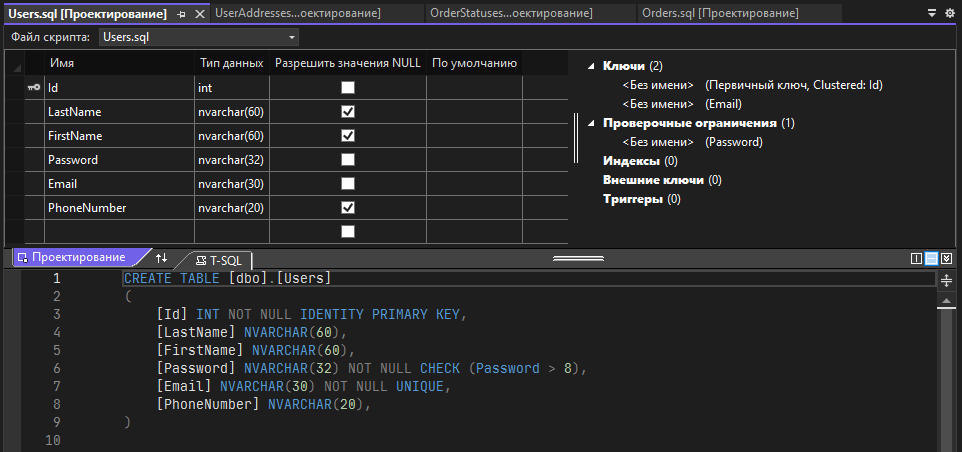 Users.sql [Проектирование]
UserAddresses...оектирование]
OrderStatuses...оектирование]
Orders.sql [Проектирование]
Файл скрипта: Users.sql
Имя Тип данных Разрешить значения NULL По умолчанию
Id int
LastName nvarchar(60)
FirstName nvarchar(60)
Password nvarchar(32)
Email nvarchar(30)
PhoneNumber nvarchar(20)
Ключи (2)
<Без имени> (Первичный ключ, Clustered: Id)
<Без имени> (Email)
Проверочные ограничения (1)
<Без имени> (Password)
Индексы (0)
Внешние ключи (0)
Триггеры (0)
Проектирование T-SQL
1 CREATE TABLE [dbo].[Users]
2 (
3 [Id] INT NOT NULL IDENTITY PRIMARY KEY,
4 [LastName] NVARCHAR(60),
5 [FirstName] NVARCHAR(60),
6 [Password] NVARCHAR(32) NOT NULL CHECK (Password > 8),
7 [Email] NVARCHAR(30) NOT NULL UNIQUE,
8 [PhoneNumber] NVARCHAR(20),
9 )
10